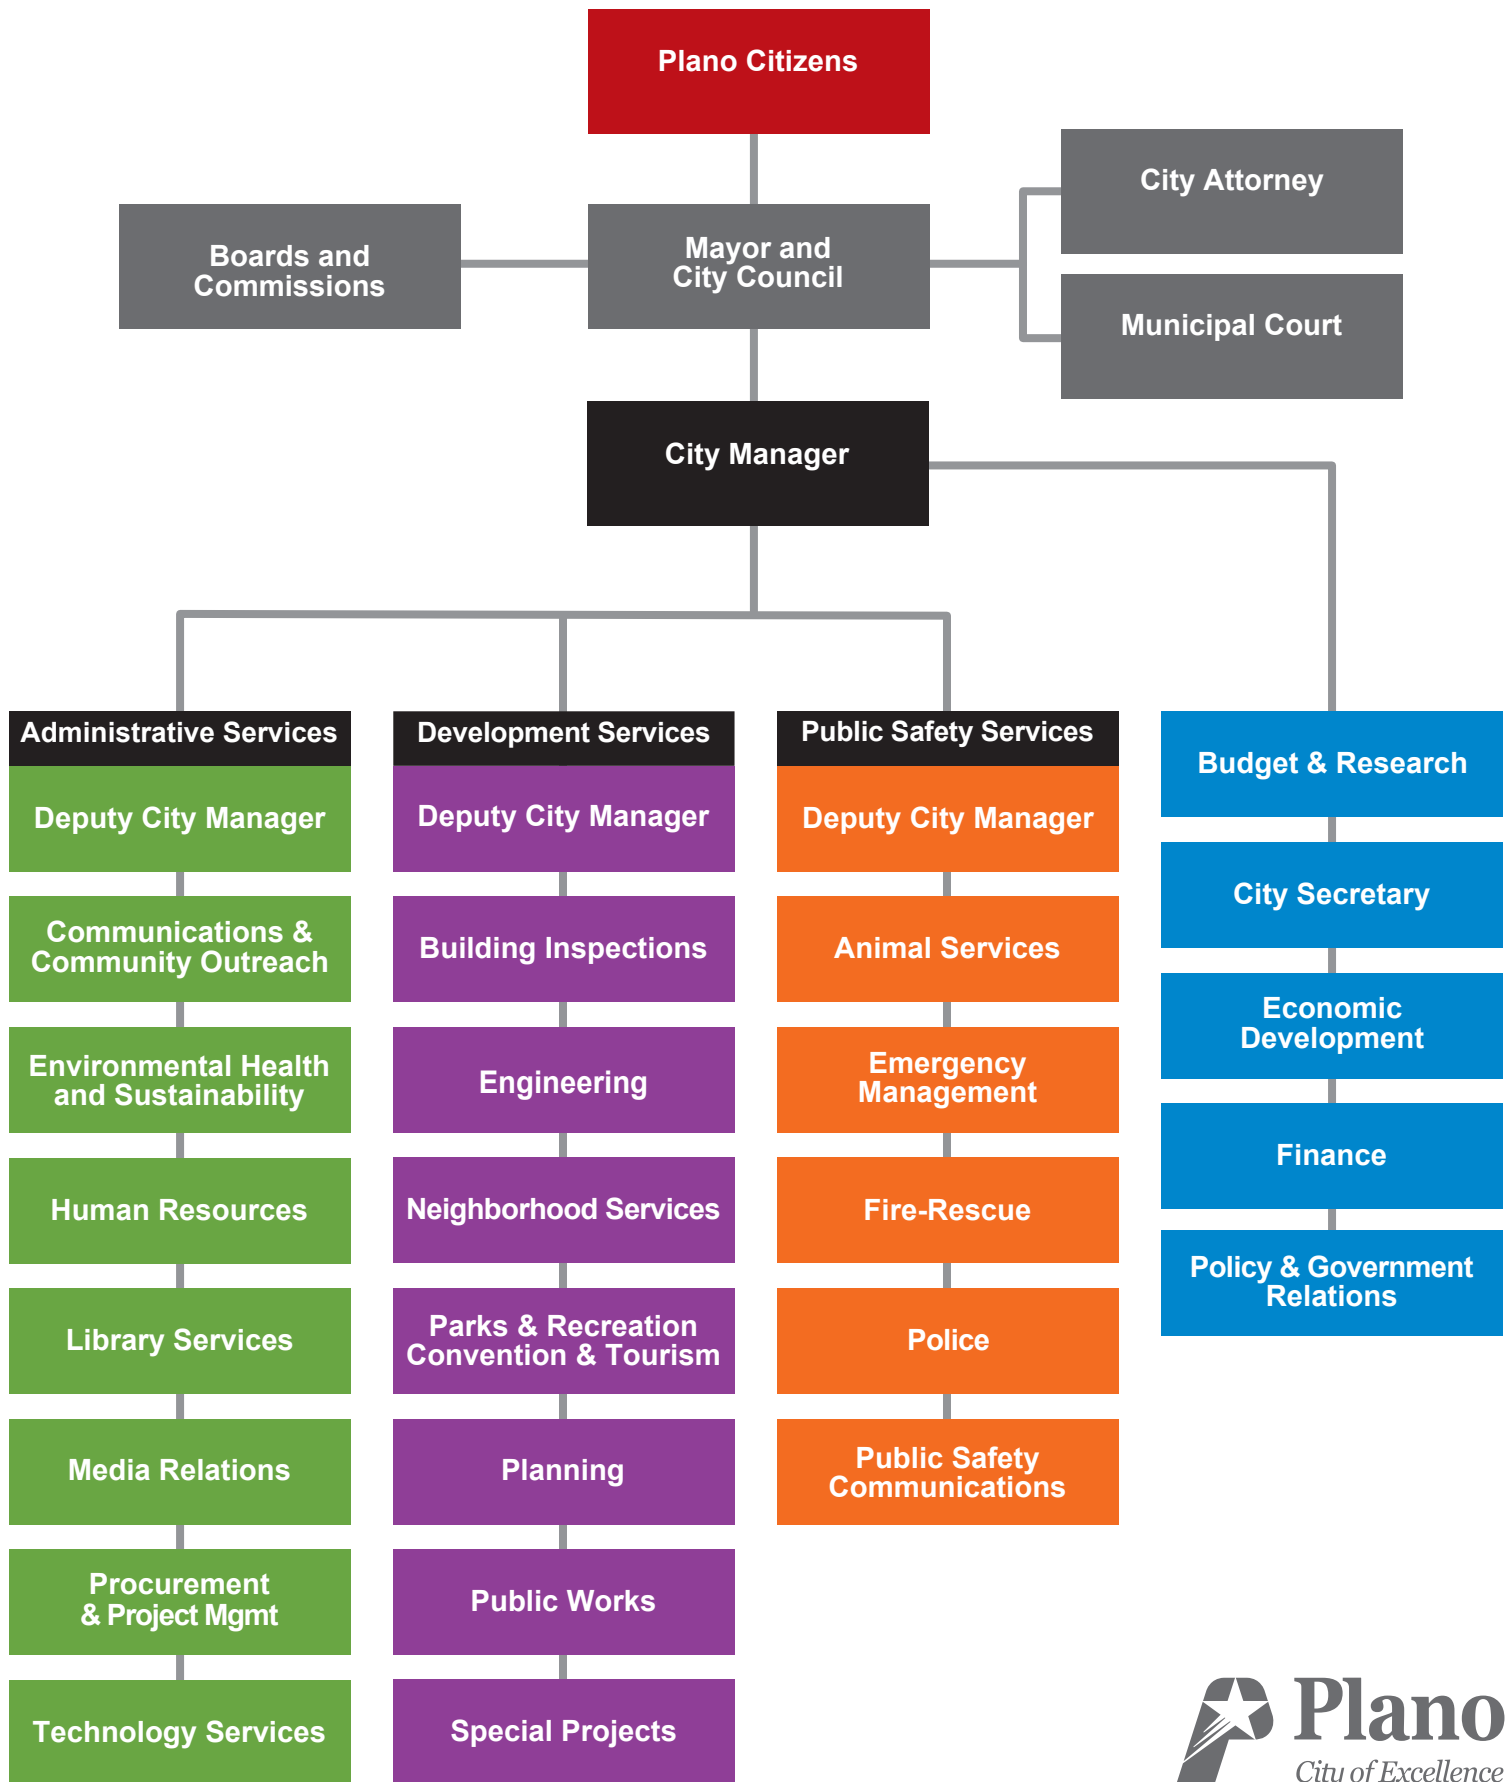 Plano Citizens
City Attorney
Boards and
Commissions
Mayor and
City Council
Municipal Court
City Manager
Administrative Services
Deputy City Manager
Communications &
Community Outreach
Environmental Health
and Sustainability
Human Resources
Library Services
Media Relations
Procurement
& Project Mgmt
Technology Services
Development Services
Deputy City Manager
Building Inspections
Engineering
Neighborhood Services
Parks & Recreation
Convention & Tourism
Planning
Public Works
Special Projects
Public Safety Services
Deputy City Manager
Animal Services
Emergency
Management
Fire-Rescue
Police
Public Safety
Communications
Budget & Research
City Secretary
Economic
Development
Finance
Policy & Government
Relations
Plano
City of Excellence